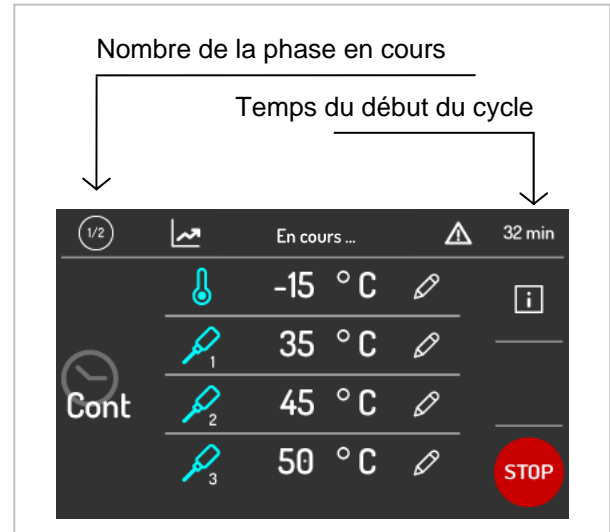 Nombre de la phase en cours
Temps du début du cycle
1/2 En cours ... 32 min
-15 °C
i
1 35 °C
Cont
2 45 °C
3 50 °C
STOP